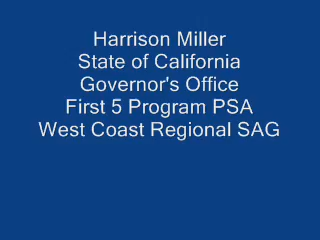 Harrison Miller
State of California
Governor's Office
First 5 Program PSA
West Coast Regional SAG